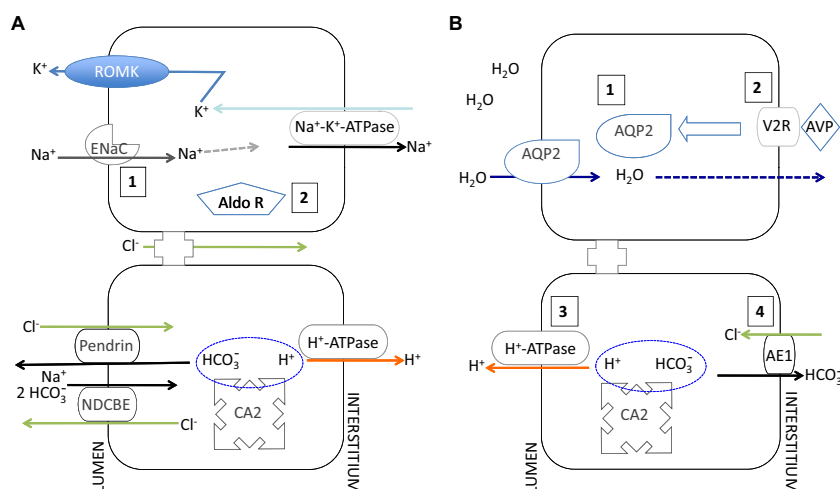 A
K⁺
ROMK
K⁺
Na⁺-K⁺-ATPase
Na⁺
ENaC
Na⁺
Na⁺
1
Aldo R
2
Cl⁻
Cl⁻
Pendrin
HCO₃⁻
H⁺
H⁺-ATPase
H⁺
Na⁺
2 HCO₃⁻
NDCBE
Cl⁻
CA2
LUMEN
INTERSTITIUM
B
H₂O
H₂O
1
2
AQP2
V2R
AVP
AQP2
H₂O
H₂O
3
4
Cl⁻
H⁺-ATPase
H⁺
H⁺
HCO₃⁻
AE1
HCO₃⁻
CA2
LUMEN
INTERSTITIUM